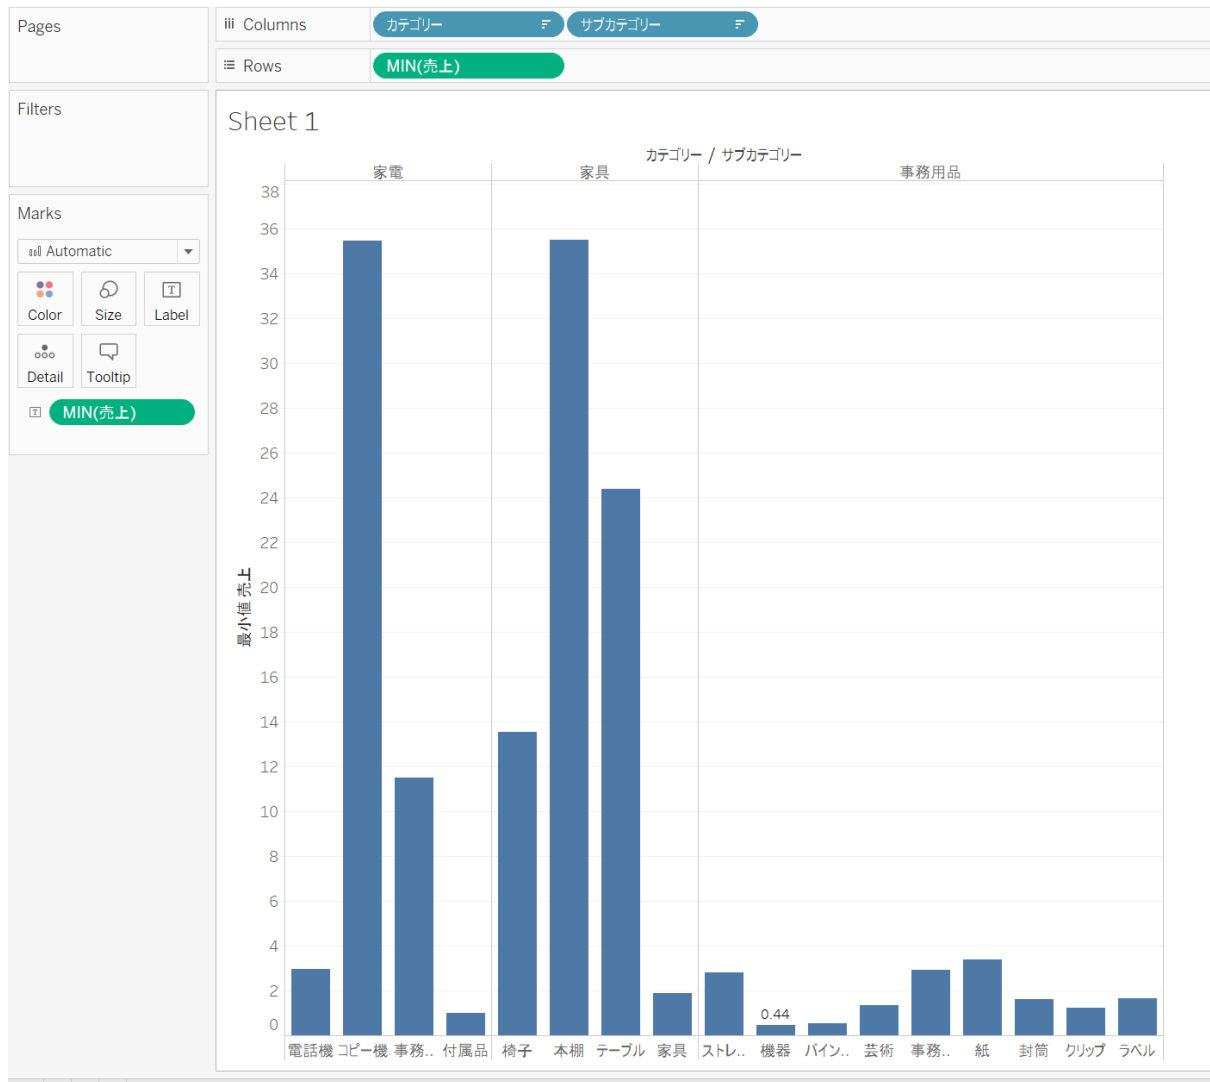 Pages
Columns
カテゴリー
サブカテゴリー
Rows
MIN(売上)
Filters
Marks
Automatic
Color
Size
T
Label
Detail
Tooltip
T
MIN(売上)
Sheet 1
カテゴリー / サブカテゴリー
家電
家具
事務用品
38
36
34
32
30
28
26
24
22
20
18
16
14
12
10
8
6
4
2
0
最小値 売上
0.44
電話機
コピー機
事務..
付属品
椅子
本棚
テーブル
家具
ストレ..
機器
バイン..
芸術
事務..
紙
封筒
クリップ
ラベル